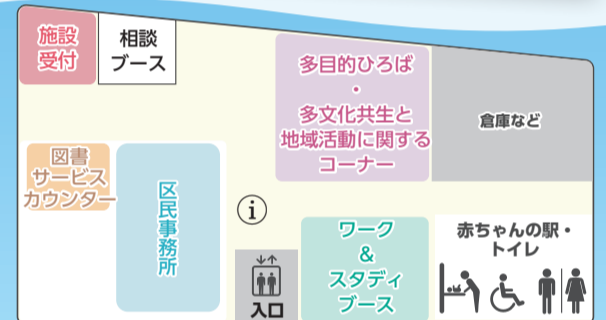 施設
受付
相談
ブース
多目的ひろば
・
多文化共生と
地域活動に関する
コーナー
倉庫など
図書
サービス
カウンター
区民事務所
i
入口
ワーク
&
スタディ
ブース
赤ちゃんの駅・
トイレ